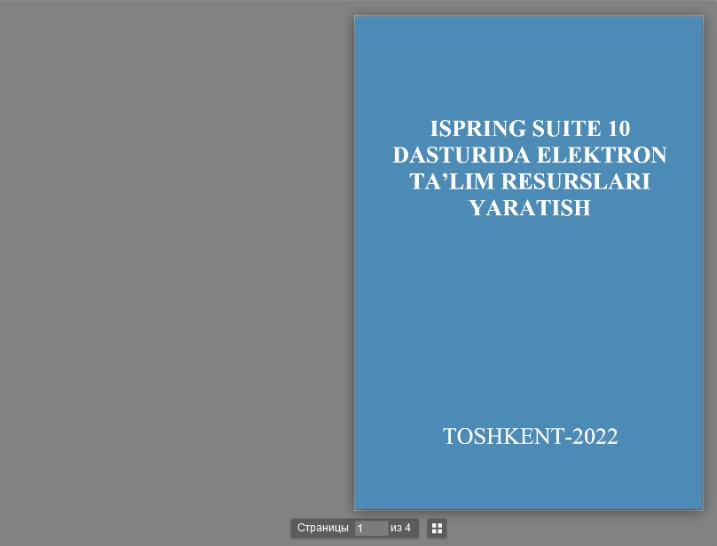 ISPRING SUITE 10
DASTURIDA ELEKTRON
TA’LIM RESURSLARI
YARATISH
TOSHKENT-2022
Страницы 1 из 4